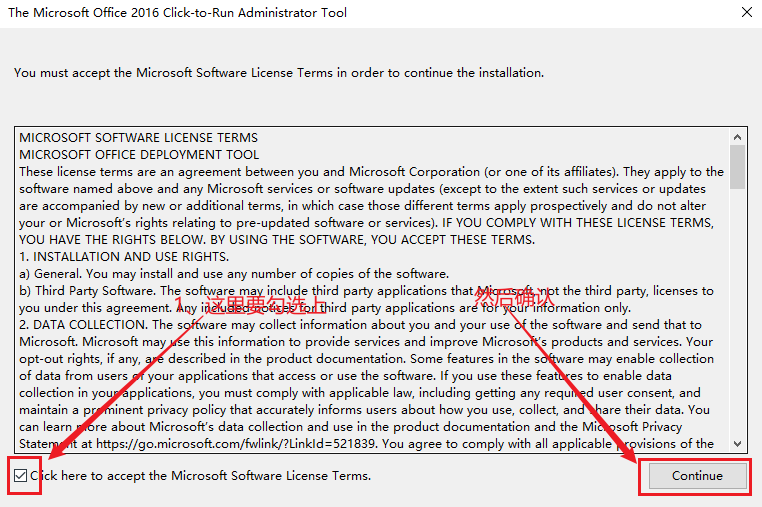 The Microsoft Office 2016 Click-to-Run Administrator Tool
You must accept the Microsoft Software License Terms in order to continue the installation.
MICROSOFT SOFTWARE LICENSE TERMS
MICROSOFT OFFICE DEPLOYMENT TOOL
These license terms are an agreement between you and Microsoft Corporation (or one of its affiliates). They apply to the
software named above and any Microsoft services or software updates (except to the extent such services or updates
are accompanied by new or additional terms, in which case those different terms apply prospectively and do not alter
your or Microsoft's rights relating to pre-updated software or services). IF YOU COMPLY WITH THESE LICENSE TERMS,
YOU HAVE THE RIGHTS BELOW. BY USING THE SOFTWARE, YOU ACCEPT THESE TERMS.
1. INSTALLATION AND USE RIGHTS.
a) General. You may install and use any number of copies of the software.
b) Third Party Software. The software may include third party applications that Microsoft, not the third party, licenses to
you under this agreement. Any included notices for third party applications are for your information only.
1、这里要勾选上
然后确认
2. DATA COLLECTION. The software may collect information about you and your use of the software and send that to
Microsoft. Microsoft may use this information to provide services and improve Microsoft's products and services. Your
opt-out rights, if any, are described in the product documentation. Some features in the software may enable collection
of data from users of your applications that access or use the software. If you use these features to enable data
collection in your applications, you must comply with applicable law, including getting any required user consent, and
maintain a prominent privacy policy that accurately informs users about how you use, collect, and share their data. You
can learn more about Microsoft's data collection and use in the product documentation and the Microsoft Privacy
Statement at https://go.microsoft.com/fwlink/?LinkId=521839. You agree to comply with all applicable provisions of the
Click here to accept the Microsoft Software License Terms.
Continue